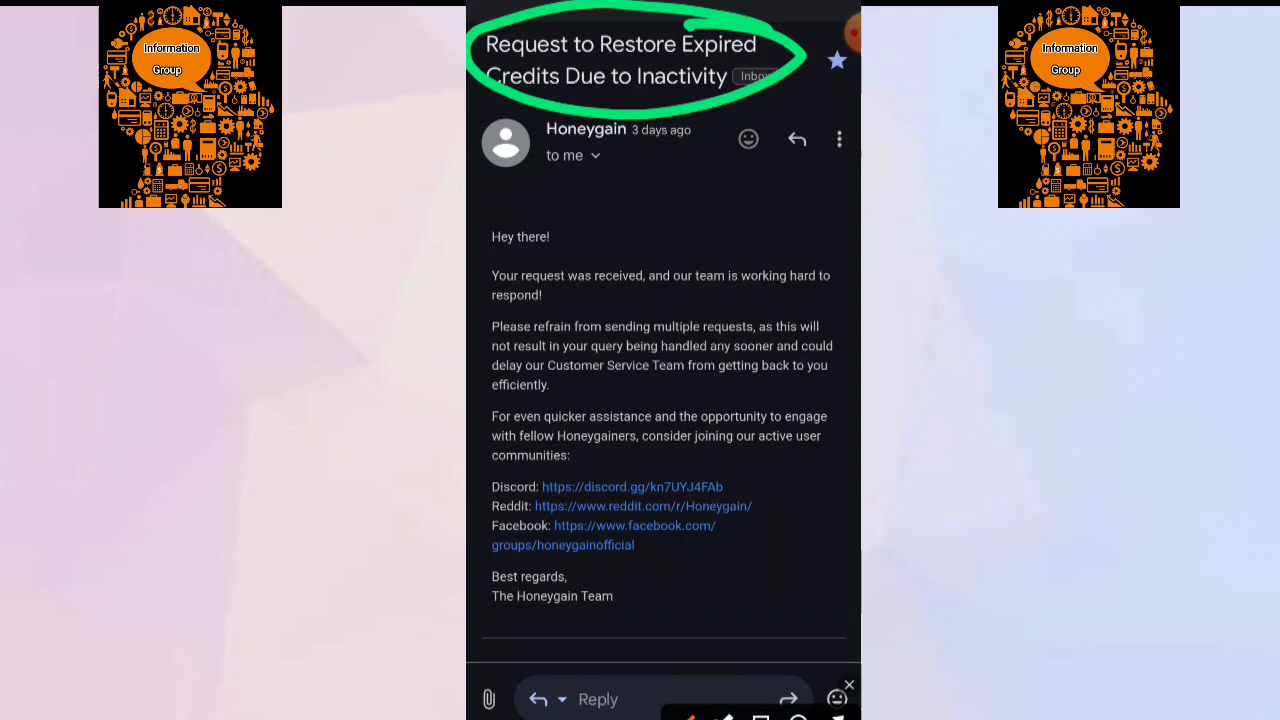 Information
Group
Information
Group
Request to Restore Expired
Credits Due to Inactivity
Honeygain 3 days ago
to me
Hey there!
Your request was received, and our team is working hard to
respond!
Please refrain from sending multiple requests, as this will
not result in your query being handled any sooner and could
delay our Customer Service Team from getting back to you
efficiently.
For even quicker assistance and the opportunity to engage
with fellow Honeygainers, consider joining our active user
communities:
Discord: https://discord.gg/kn7UYJ4FAb
Reddit: https://www.reddit.com/r/Honeygain/
Facebook: https://www.facebook.com/
groups/honeygainofficial
Best regards,
The Honeygain Team
Reply